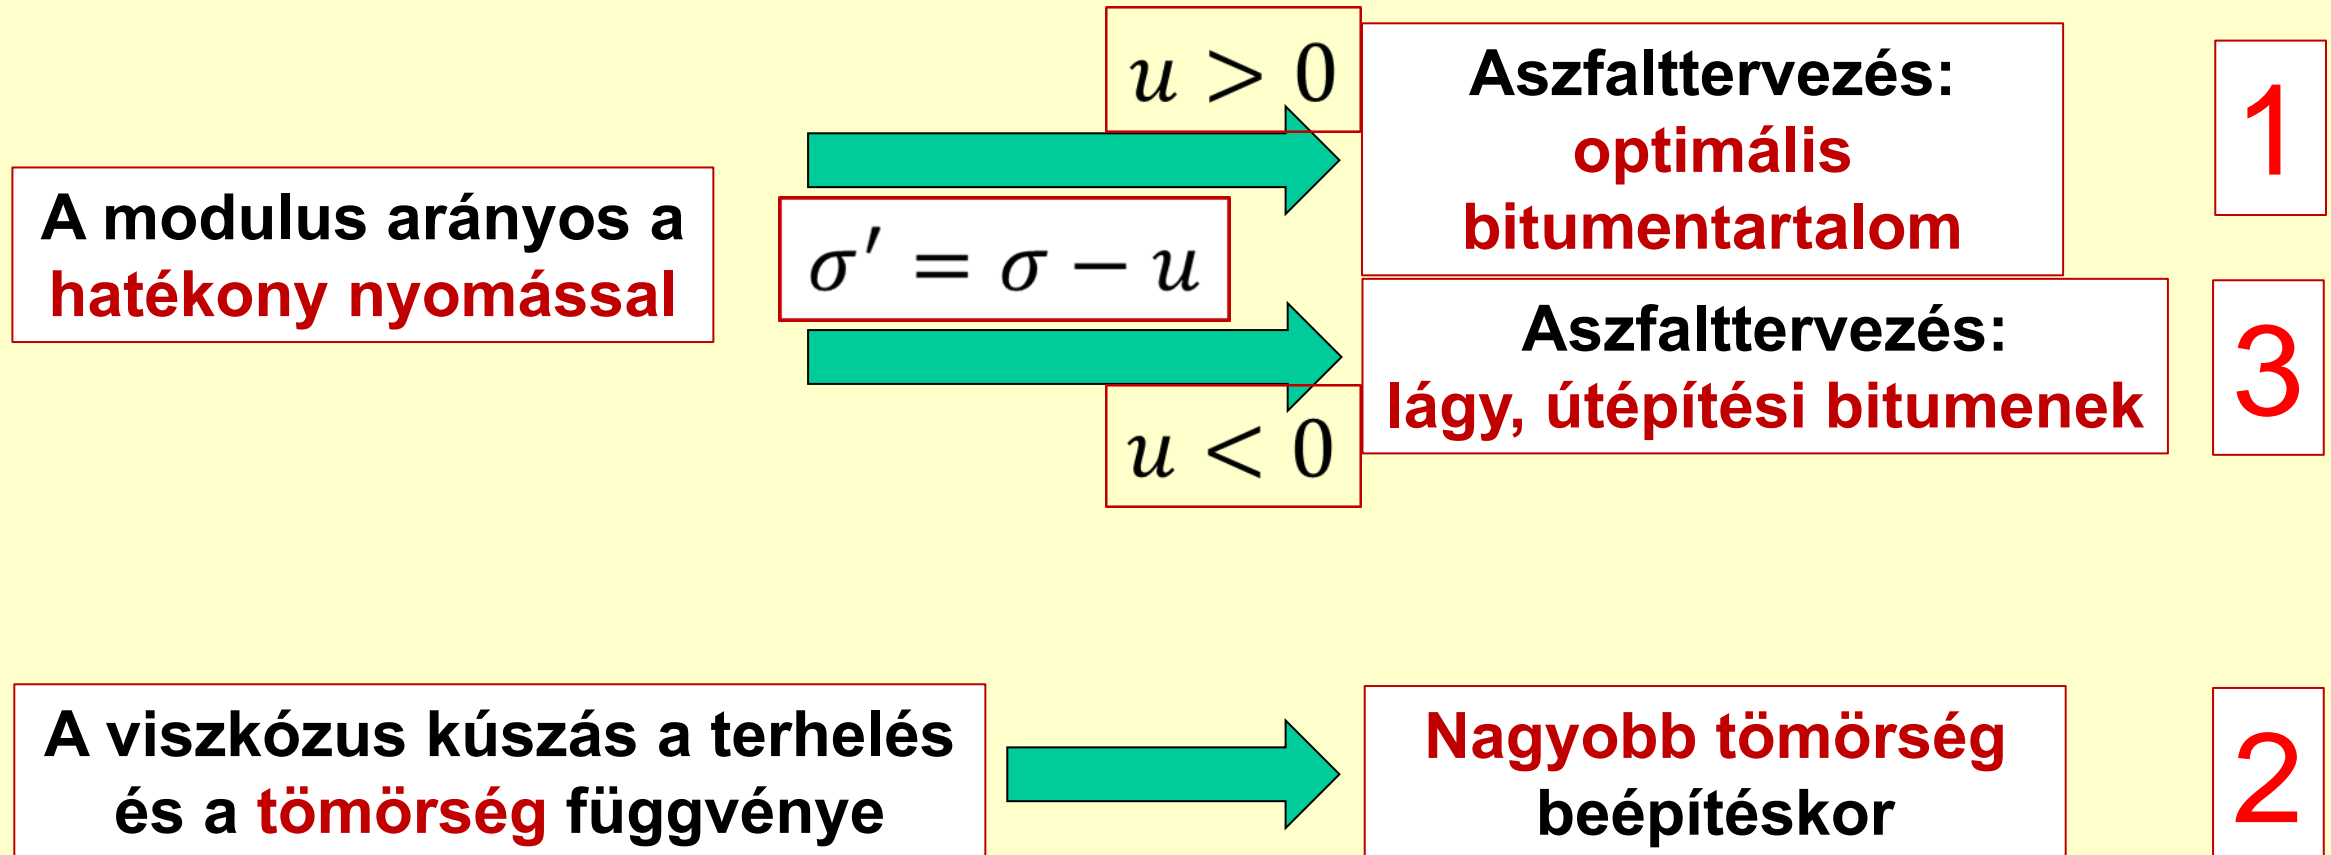 A modulus arányos a
hatékony nyomással
u > 0
σ′ = σ − u
u < 0
Aszfalttervezés:
optimális
bitumentartalom
1
Aszfalttervezés:
lágy, útépítési bitumenek
3
A viszkózus kúszás a terhelés
és a tömörség függvénye
Nagyobb tömörség
beépítéskor
2